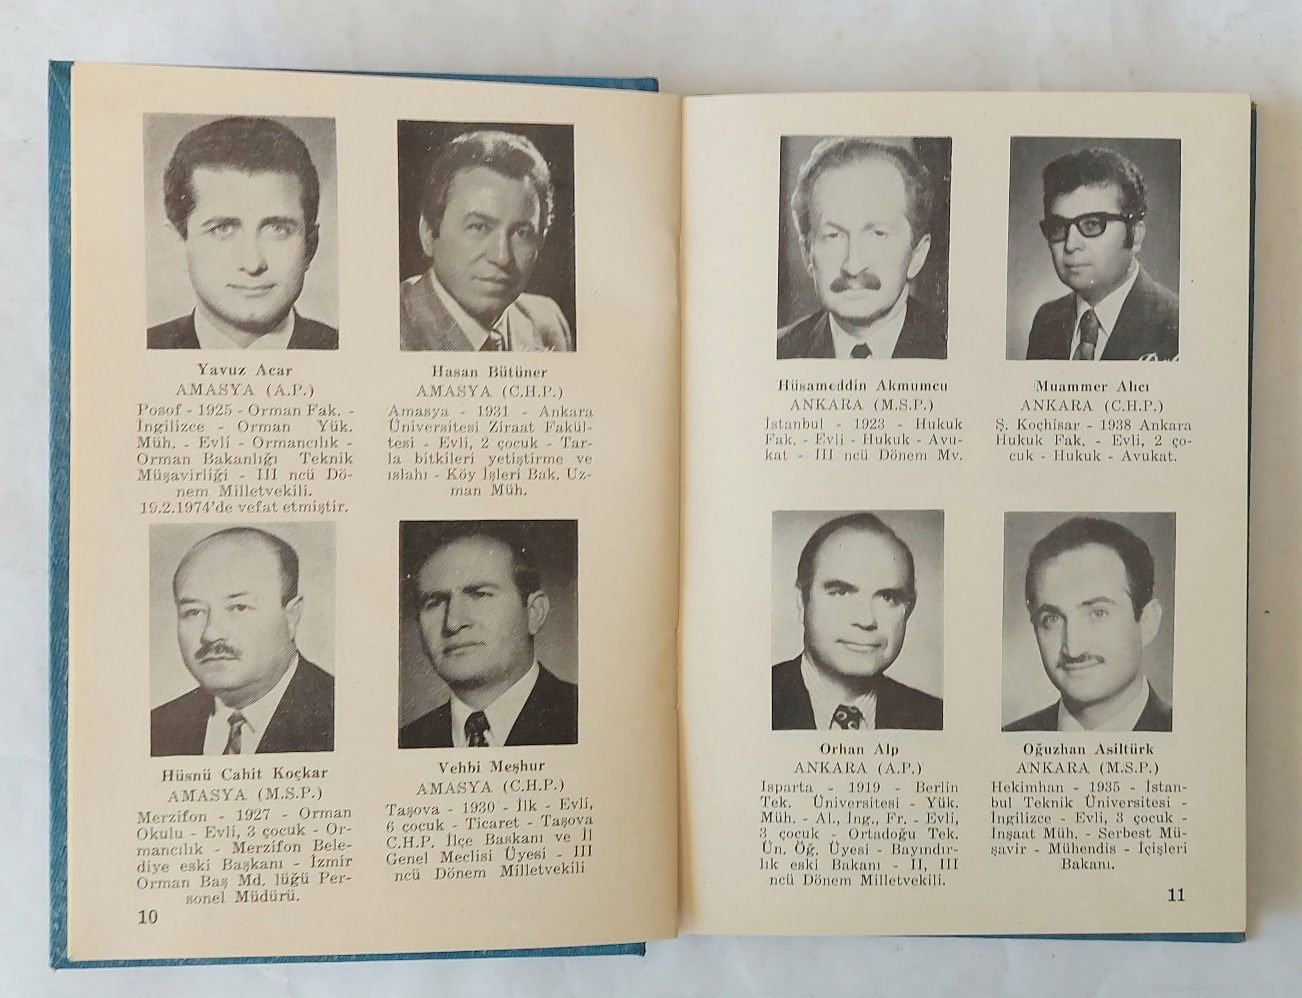 Yavuz Acar
AMASYA (A.P.)
Posof - 1925 - Orman Fak. -
İngilizce - Orman Yük.
Müh. - Evli - Ormancılık -
Orman Bakanlığı Teknik
Müşavirliği - III ncü Dö-
nem Milletvekili.
19.2.1974'de vefat etmiştir.
Hasan Bütüner
AMASYA (C.H.P.)
Amasya - 1931 - Ankara
Üniversitesi Ziraat Fakül-
tesi - Evli, 2 çocuk - Tar-
la bitkileri yetiştirme ve
ıslahı - Köy İşleri Bak. Uz-
man Müh.
Hüsnü Cahit Koçkar
AMASYA (M.S.P.)
Merzifon - 1927 - Orman
Okulu - Evli, 3 çocuk - Or-
mancılık - Merzifon Bele-
diye eski Başkanı - İzmir
Orman Baş Md. lüğü Per-
sonel Müdürü.
Vehbi Meşhur
AMASYA (C.H.P.)
Taşova - 1930 - İlk - Evli,
6 çocuk - Ticaret - Taşova
C.H.P. İlçe Başkanı ve İl
Genel Meclisi Üyesi - III
ncü Dönem Milletvekili
10
Hüsameddin Akmumcu
ANKARA (M.S.P.)
İstanbul - 1923 - Hukuk
Fak. - Evli - Hukuk - Avu-
kat - III ncü Dönem Mv.
Muammer Alıcı
ANKARA (C.H.P.)
Ş. Koçhisar - 1938 Ankara
Hukuk Fak. - Evli, 2 ço-
cuk - Hukuk - Avukat.
Orhan Alp
ANKARA (A.P.)
Isparta - 1919 - Berlin
Tek. Üniversitesi - Yük.
Müh. - Al., İng., Fr. - Evli,
3 çocuk - Ortadoğu Tek.
Ün. Öğ. Üyesi - Bayındır-
lık eski Bakanı - II, III
ncü Dönem Milletvekili.
Oğuzhan Asiltürk
ANKARA (M.S.P.)
Hekimhan - 1935 - İstan-
bul Teknik Üniversitesi -
İngilizce - Evli, 3 çocuk -
İnşaat Müh. - Serbest Mü-
şavir - Mühendis - İçişleri
Bakanı.
11